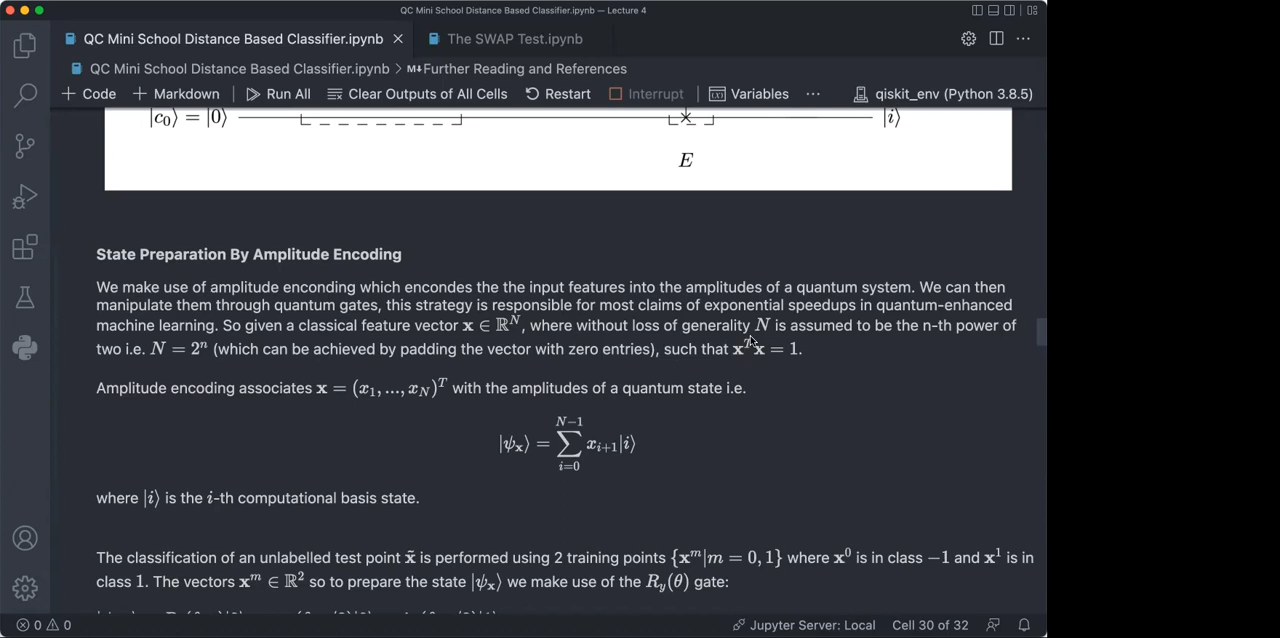 QC Mini School Distance Based Classifier.ipynb — Lecture 4
QC Mini School Distance Based Classifier.ipynb
The SWAP Test.ipynb
QC Mini School Distance Based Classifier.ipynb > M↓Further Reading and References
+ Code + Markdown Run All Clear Outputs of All Cells Restart Interrupt Variables ... qiskit_env (Python 3.8.5)
|c₀⟩ = |0⟩ |i⟩
E
State Preparation By Amplitude Encoding
We make use of amplitude enconding which encondes the the input features into the amplitudes of a quantum system. We can then
manipulate them through quantum gates, this strategy is responsible for most claims of exponential speedups in quantum-enhanced
machine learning. So given a classical feature vector x ∈ ℝᴺ, where without loss of generality N is assumed to be the n-th power of
two i.e. N = 2ⁿ (which can be achieved by padding the vector with zero entries), such that xᵀx = 1.
Amplitude encoding associates x = (x₁, ..., x_N)ᵀ with the amplitudes of a quantum state i.e.
|ψₓ⟩ = ∑_{i=0}^{N−1} x_{i+1}|i⟩
where |i⟩ is the i-th computational basis state.
The classification of an unlabelled test point x̃ is performed using 2 training points {xᵐ|m = 0, 1} where x⁰ is in class −1 and x¹ is in
class 1. The vectors xᵐ ∈ ℝ² so to prepare the state |ψₓ⟩ we make use of the R_y(θ) gate:
0 0 Jupyter Server: Local Cell 30 of 32